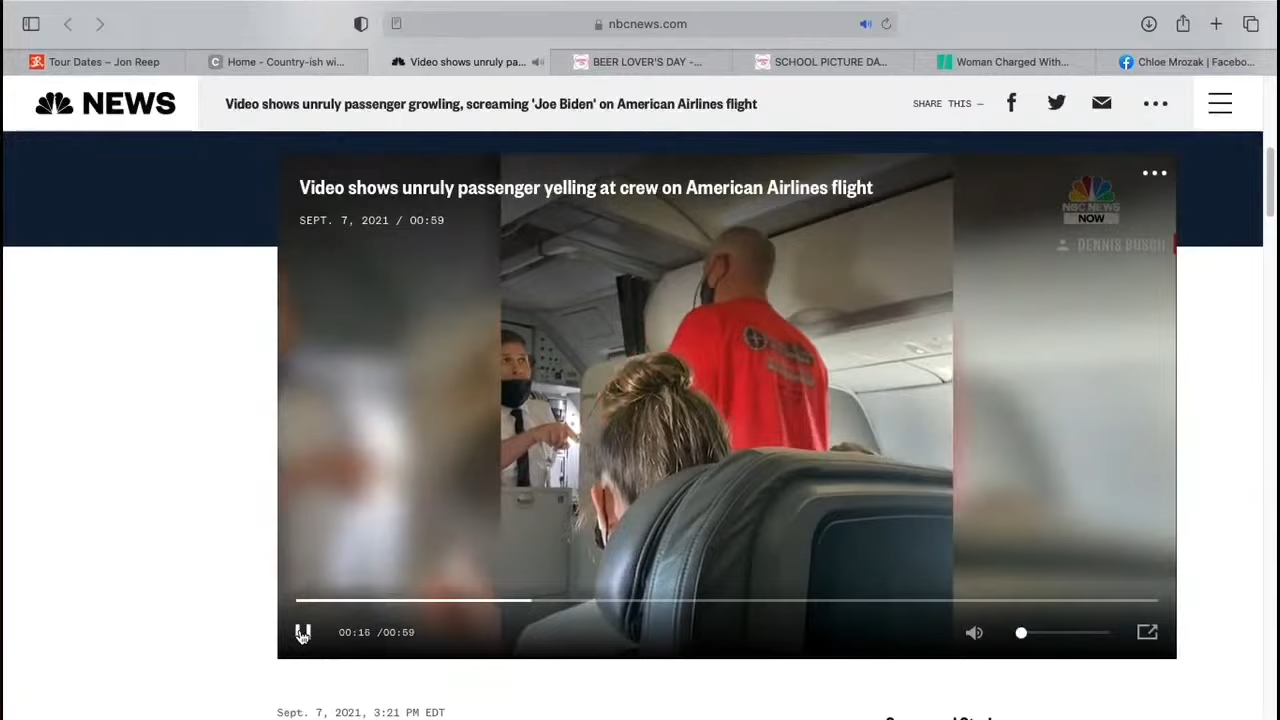 nbcnews.com
Tour Dates – Jon Reep
C Home - Country-ish wi...
Video shows unruly pa...
BEER LOVER'S DAY -...
SCHOOL PICTURE DA...
Woman Charged With...
Chloe Mrozak | Facebo...
NEWS
Video shows unruly passenger growling, screaming 'Joe Biden' on American Airlines flight
SHARE THIS —
Video shows unruly passenger yelling at crew on American Airlines flight
SEPT. 7, 2021 / 00:59
NBC NEWS
NOW
DENNIS BUSCH
00:16 /00:59
Sept. 7, 2021, 3:21 PM EDT